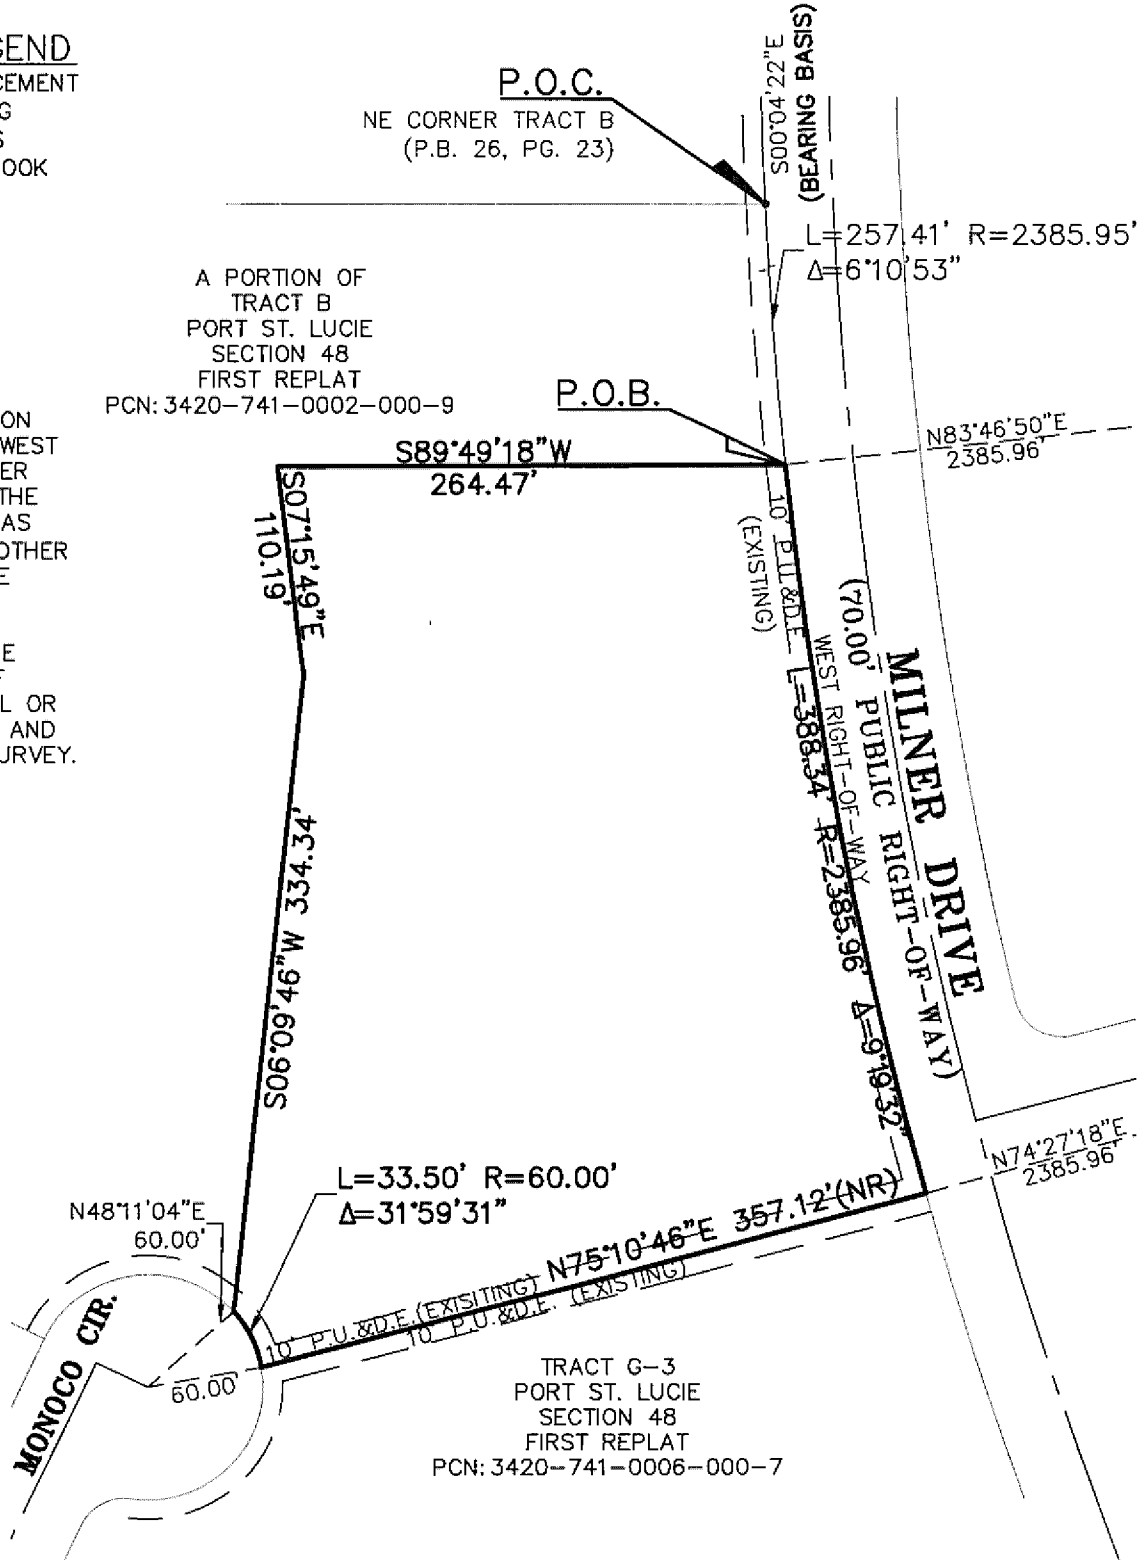 GEND
CEMENT
G
S
OOK
P.O.C.
NE CORNER TRACT B
(P.B. 26, PG. 23)
S00°04'22"E
(BEARING BASIS)
L=257.41' R=2385.95'
Δ=6°10'53"
A PORTION OF
TRACT B
PORT ST. LUCIE
SECTION 48
FIRST REPLAT
PCN: 3420-741-0002-000-9
P.O.B.
ON
WEST
ER
THE
AS
OTHER
E
E
L OR
AND
URVEY.
N83°46'50"E
2385.96'
S89°49'18"W
264.47'
S07°15'49"E
110.19'
10' P.U.&D.E.
(EXISTING)
L=388.34' R=2385.96' Δ=9°19'32"
WEST RIGHT-OF-WAY
(70.00' PUBLIC RIGHT-OF-WAY)
MILNER DRIVE
S06°09'46"W 334.34'
N74°27'18"E
2385.96'
L=33.50' R=60.00'
Δ=31°59'31"
N48°11'04"E
60.00'
N75°10'46"E 357.12'(NR)
10' P.U.&D.E.(EXISITING)
10' P.U.&D.E. (EXISTING)
60.00'
MONOCO CIR.
TRACT G-3
PORT ST. LUCIE
SECTION 48
FIRST REPLAT
PCN: 3420-741-0006-000-7